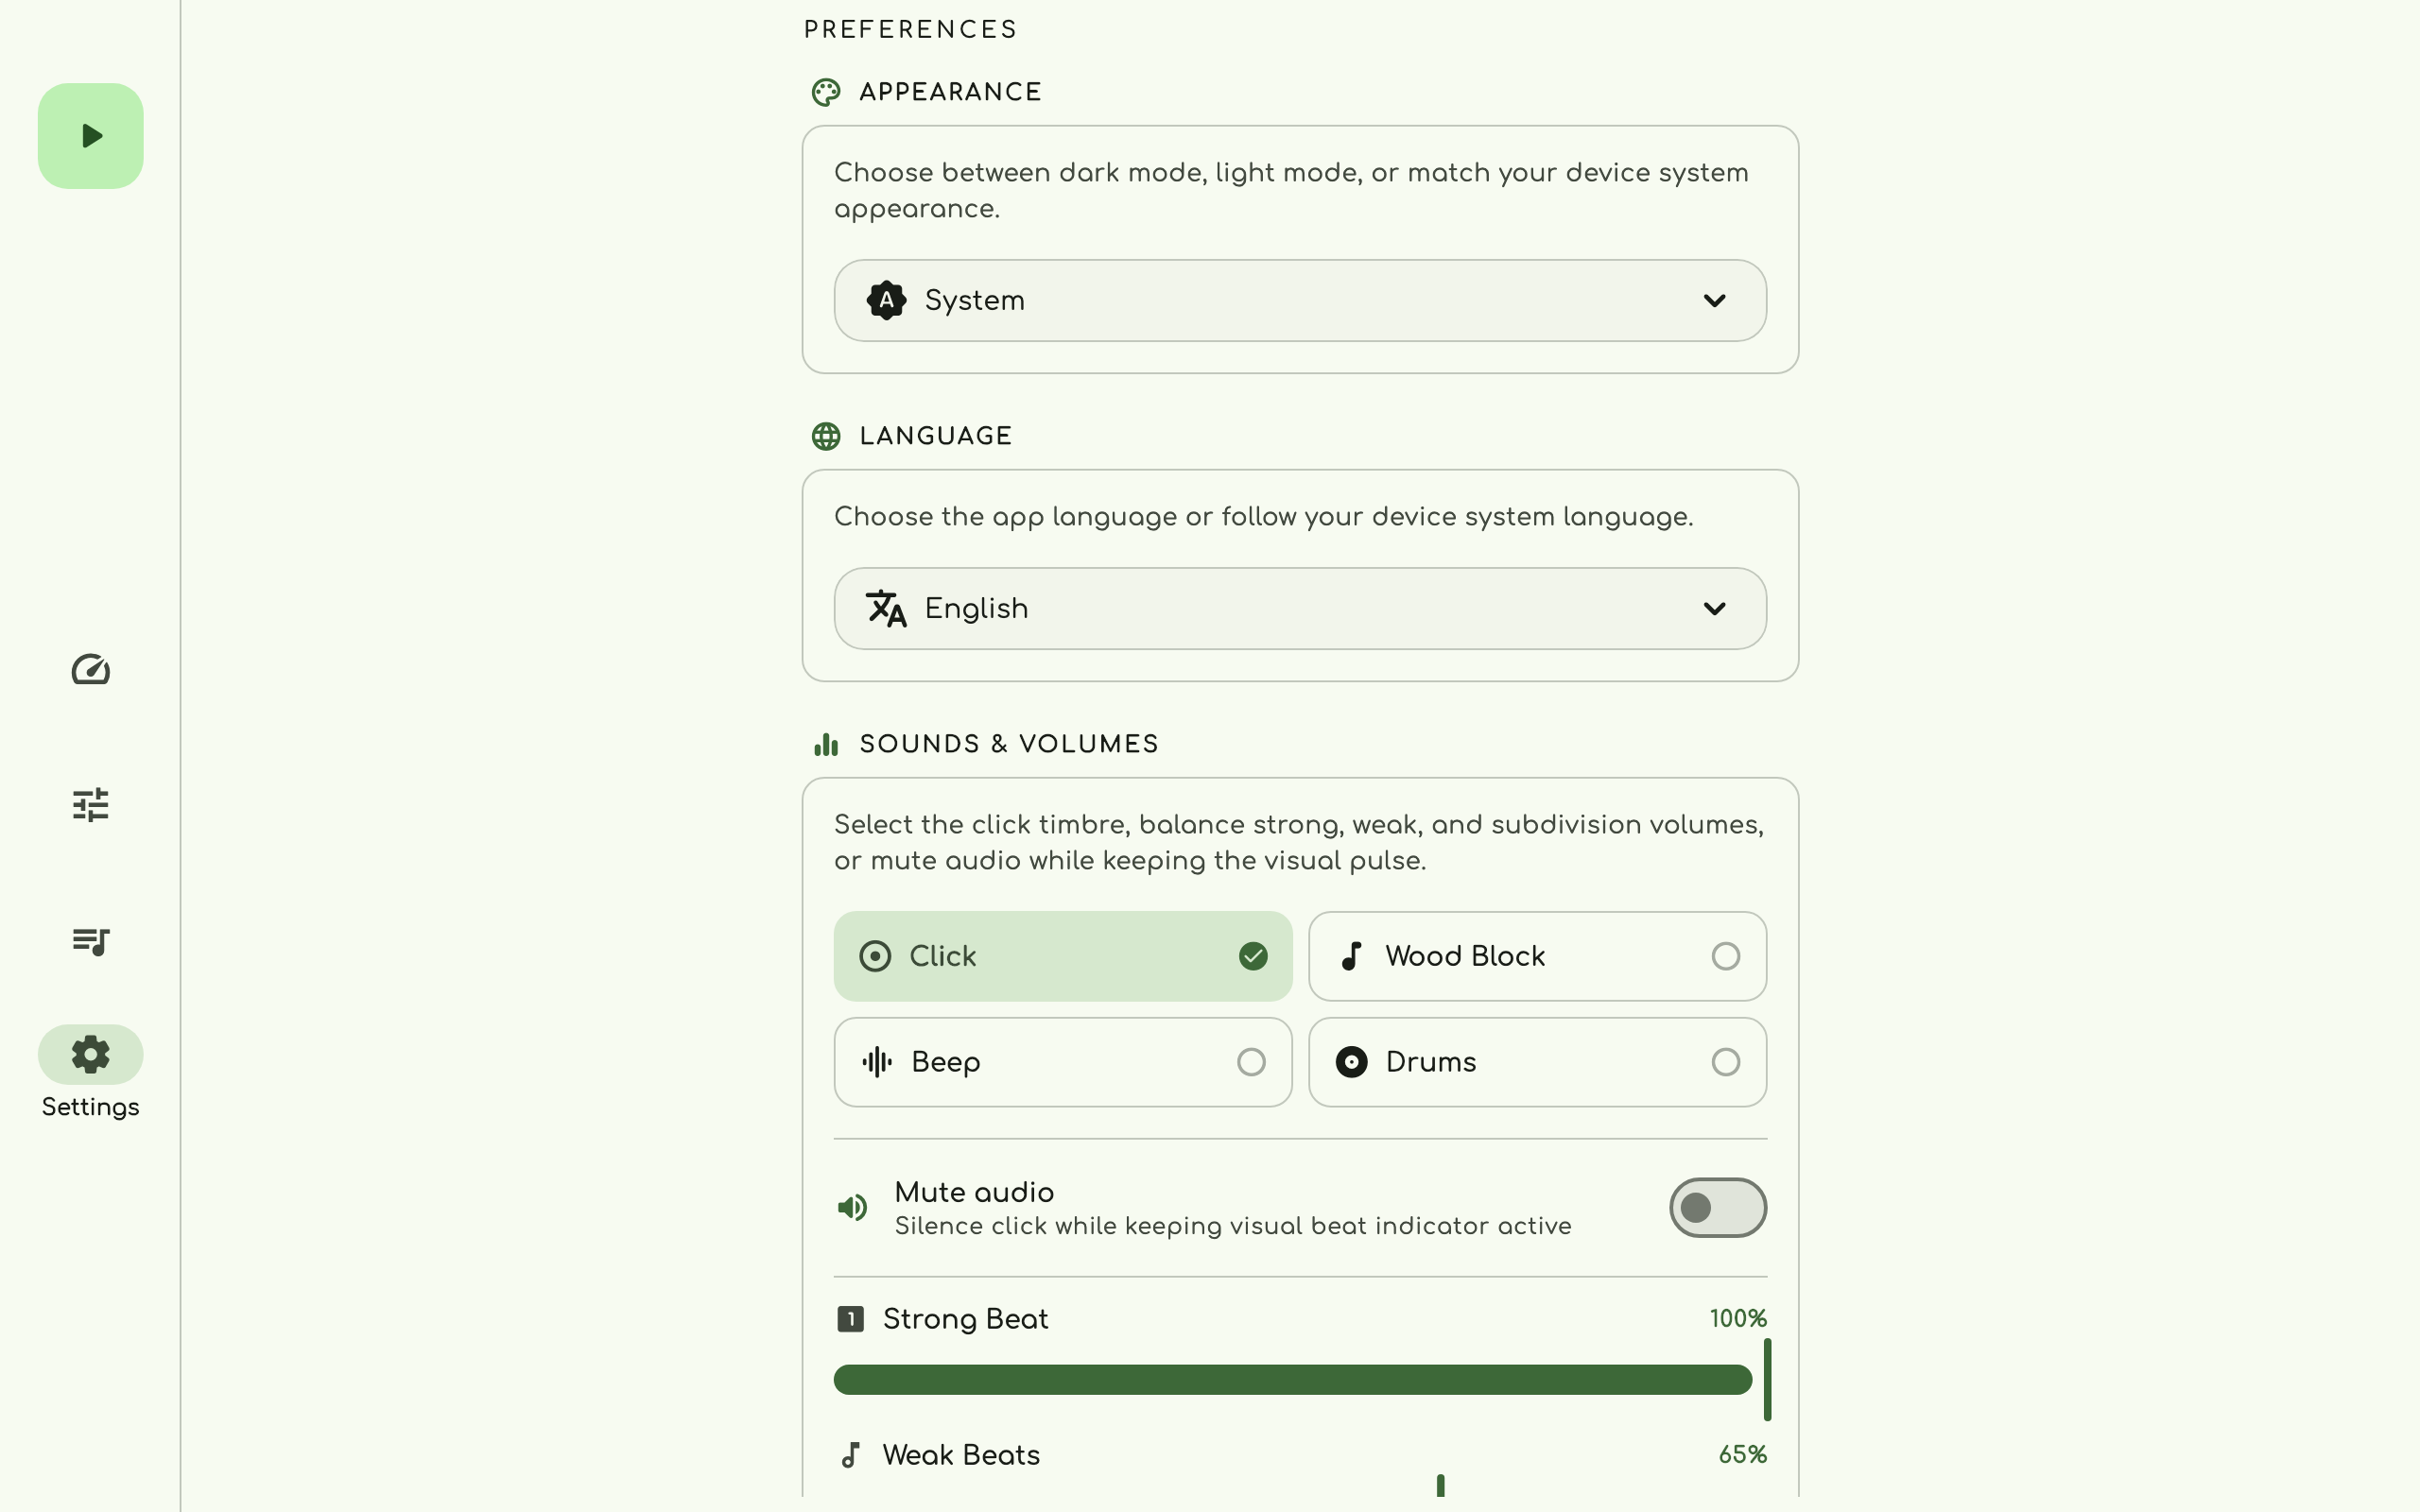 PREFERENCES
APPEARANCE
Choose between dark mode, light mode, or match your device system
appearance.
System
LANGUAGE
Choose the app language or follow your device system language.
English
SOUNDS & VOLUMES
Select the click timbre, balance strong, weak, and subdivision volumes,
or mute audio while keeping the visual pulse.
Click
Wood Block
Beep
Drums
Settings
Mute audio
Silence click while keeping visual beat indicator active
Strong Beat
100%
Weak Beats
65%